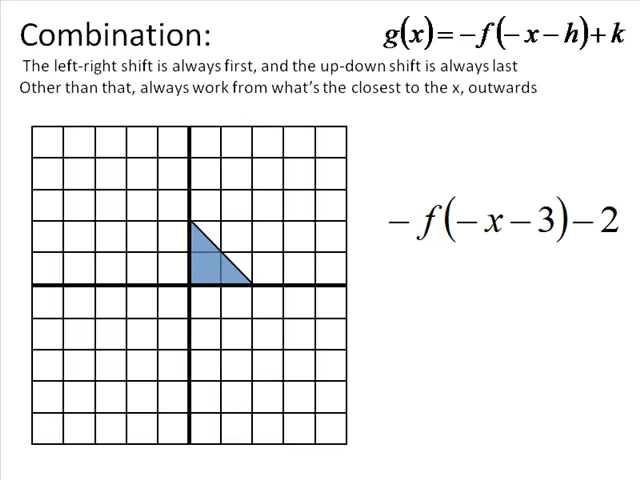 Combination:
g(x)=−f(−x−h)+k
The left-right shift is always first, and the up-down shift is always last
Other than that, always work from what's the closest to the x, outwards
−f(−x−3)−2